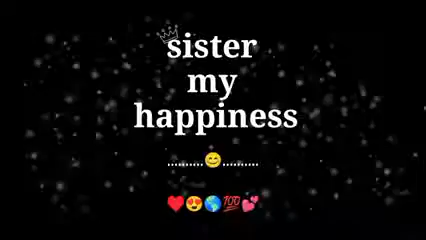 sister
my
happiness
..........😊..........
♥️😍🌎💯💕